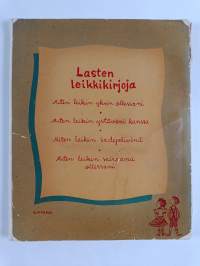 Lasten
leikkikirjoja
Miten leikin yksin ollessani
Miten leikin ystävieni kanssa
Miten leikin sadepäivinä
Miten leikin sairaana
ollessani